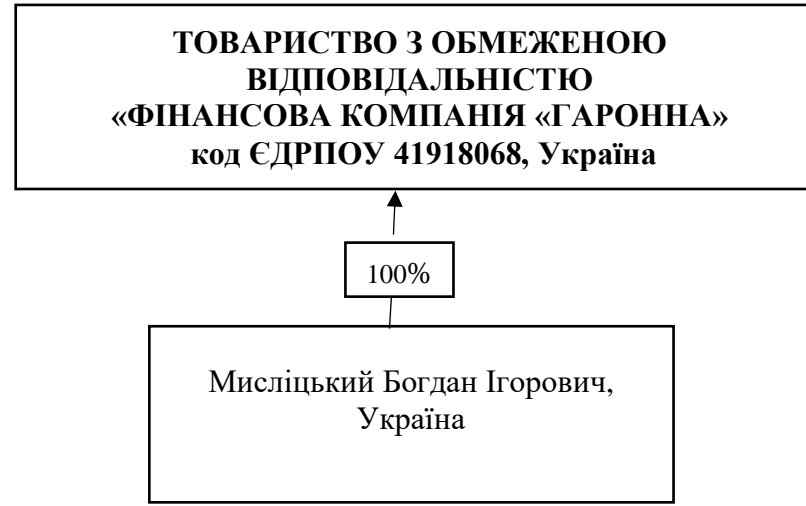 ТОВАРИСТВО З ОБМЕЖЕНОЮ
ВІДПОВІДАЛЬНІСТЮ
«ФІНАНСОВА КОМПАНІЯ «ГАРОННА»
код ЄДРПОУ 41918068, Україна
100%
Мисліцький Богдан Ігорович,
Україна